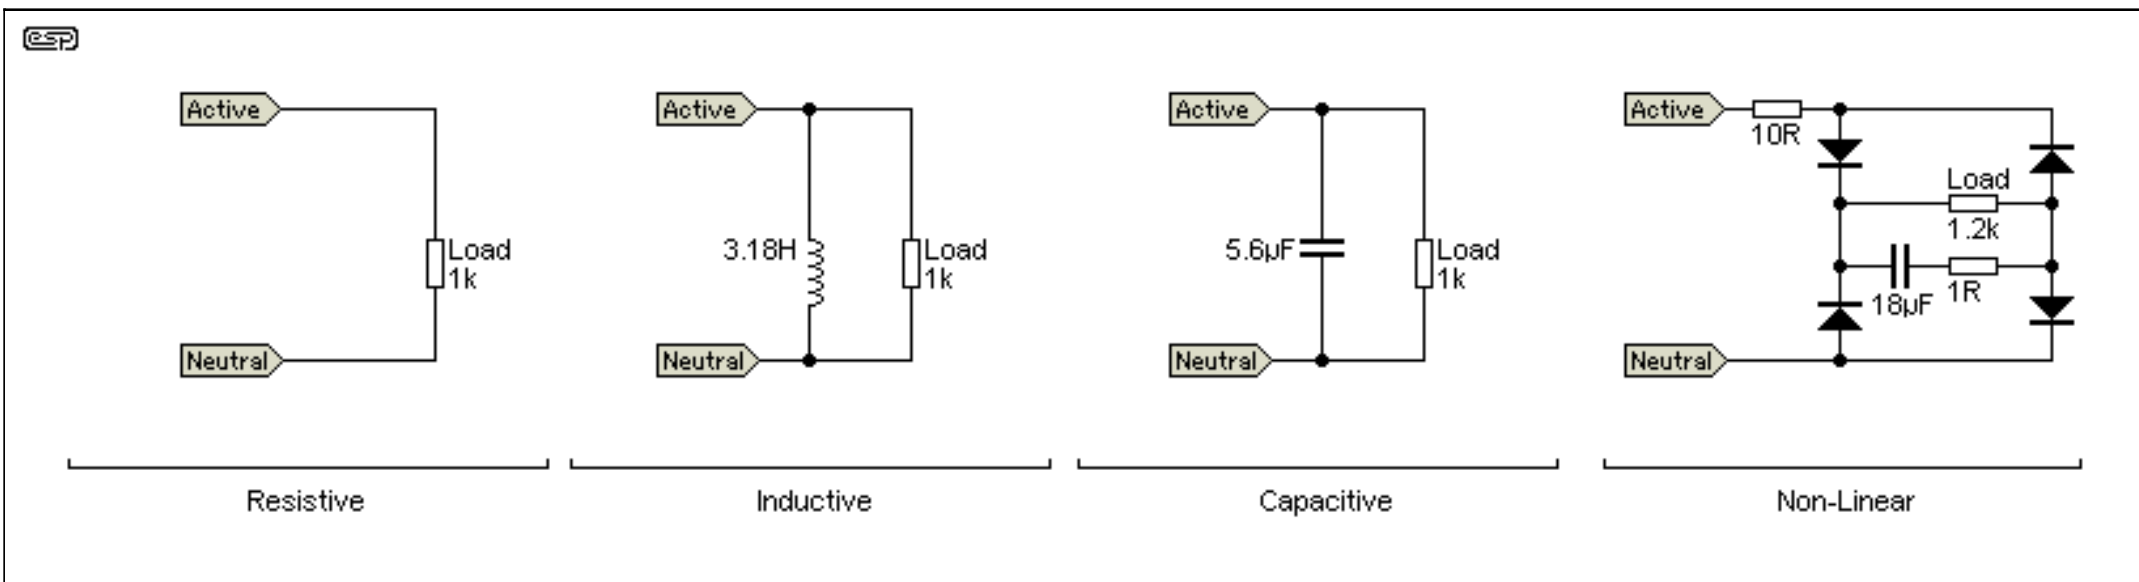 esp
Active
Load
1k
Neutral
Resistive
Active
3.18H
Load
1k
Neutral
Inductive
Active
5.6µF
Load
1k
Neutral
Capacitive
Active
10R
Load
1.2k
18µF
1R
Neutral
Non-Linear